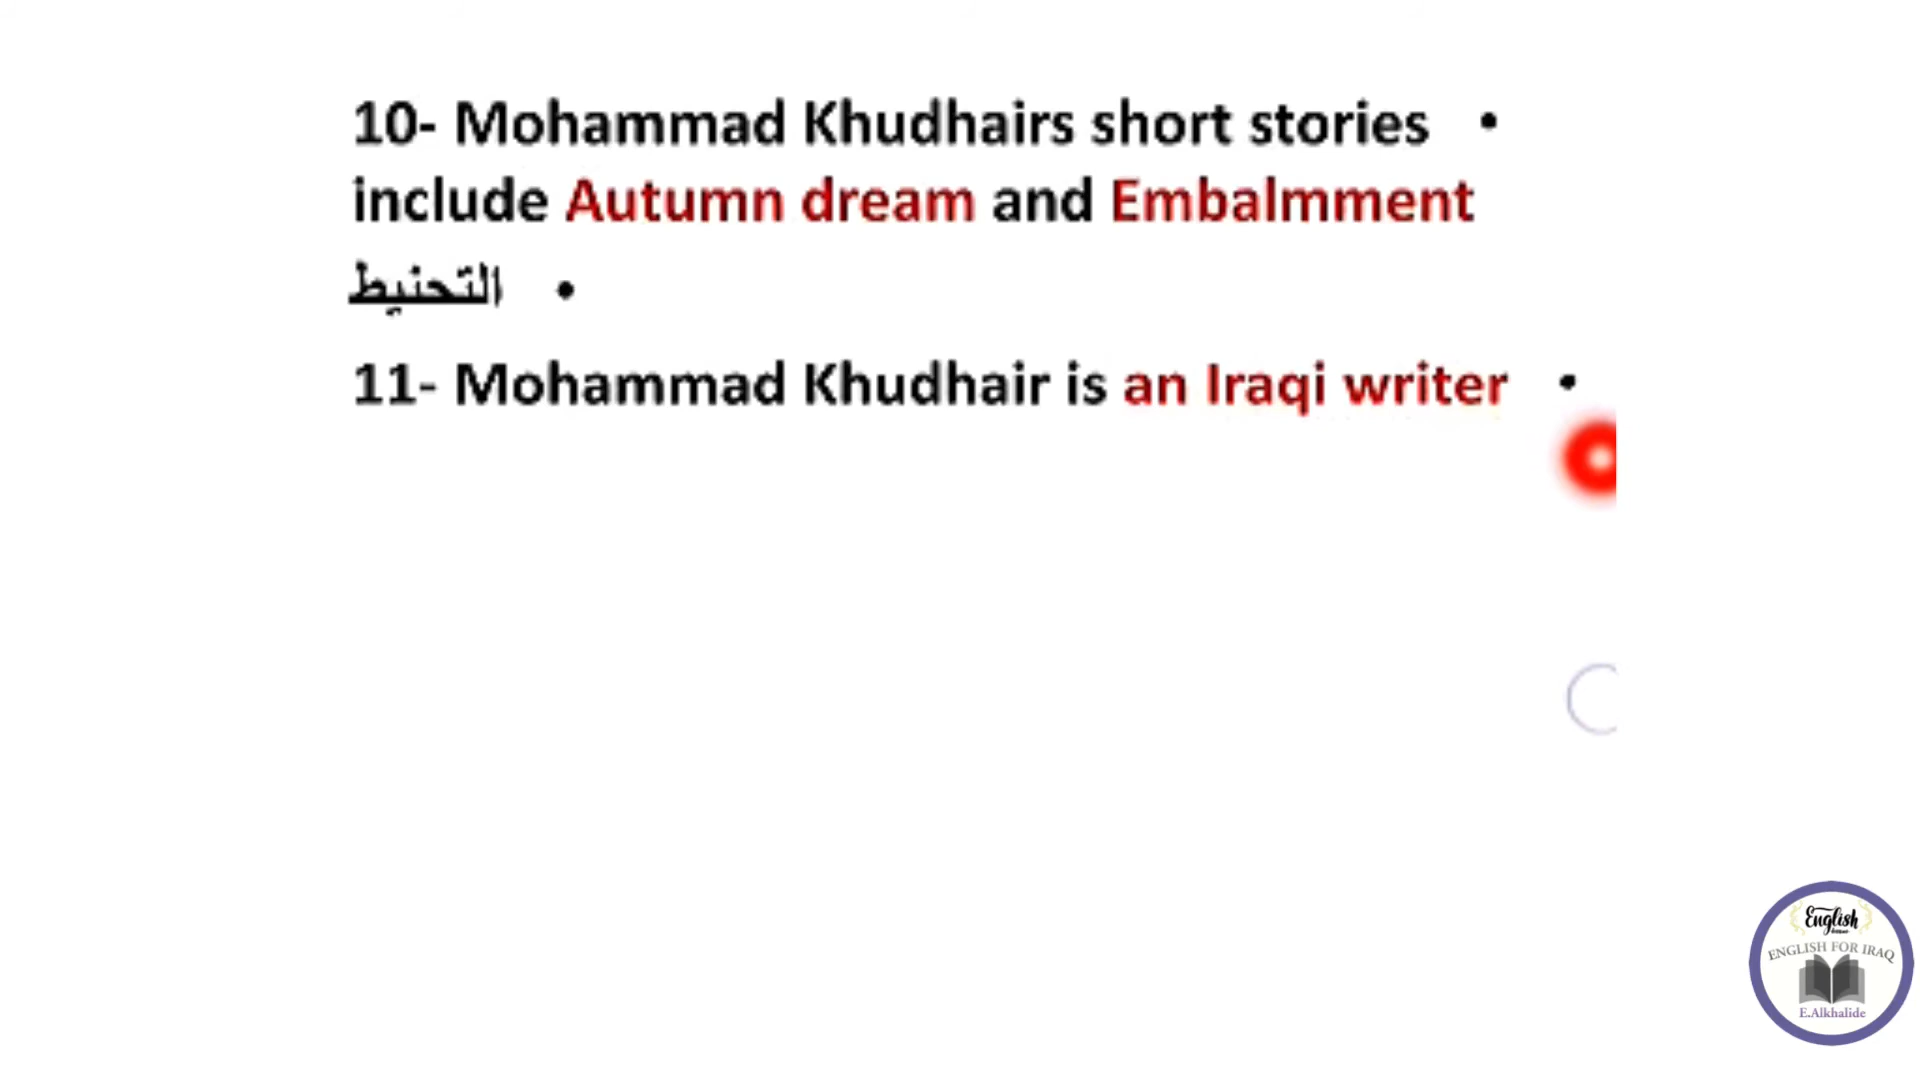 10- Mohammad Khudhairs short stories •
include Autumn dream and Embalmment
التحنيط •
11- Mohammad Khudhair is an Iraqi writer •
English
ENGLISH FOR IRAQ
E.Alkhalide